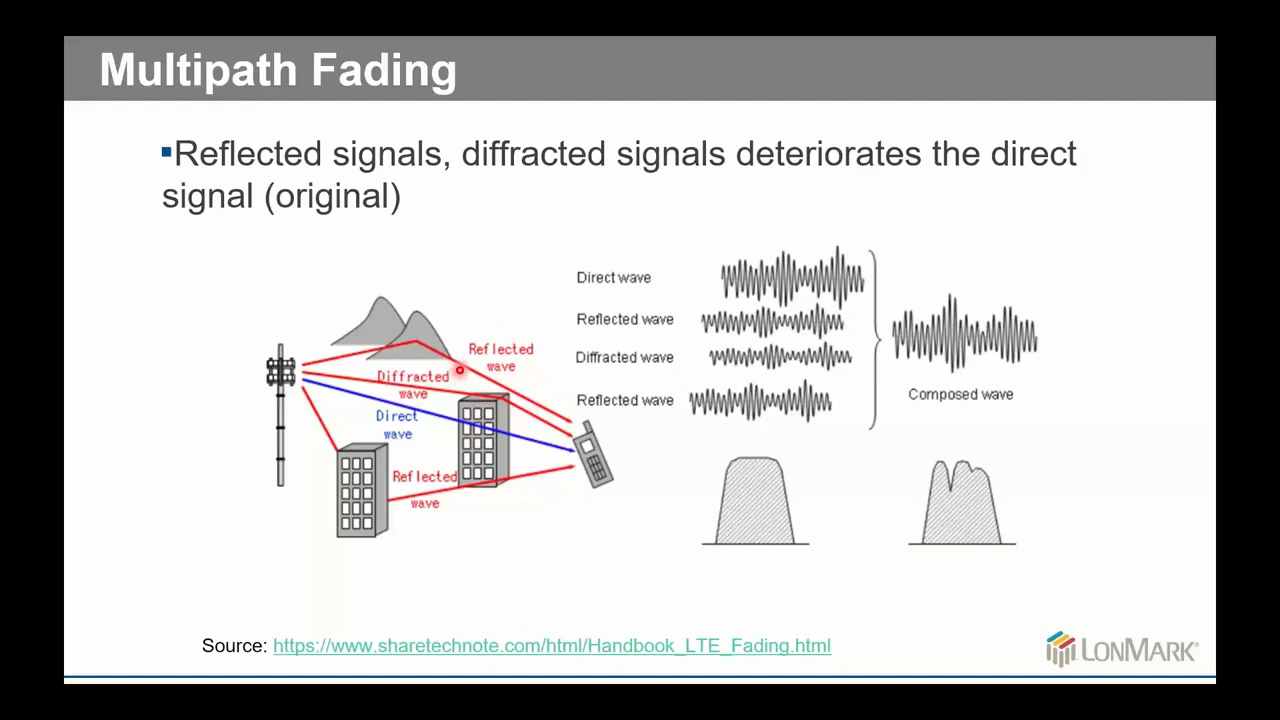 Multipath Fading
▪Reflected signals, diffracted signals deteriorates the direct
signal (original)
Direct wave
Reflected wave
Diffracted wave
Reflected wave
Composed wave
Reflected
wave
Diffracted
wave
Direct
wave
Reflected
wave
Source: https://www.sharetechnote.com/html/Handbook_LTE_Fading.html
LONMARK®